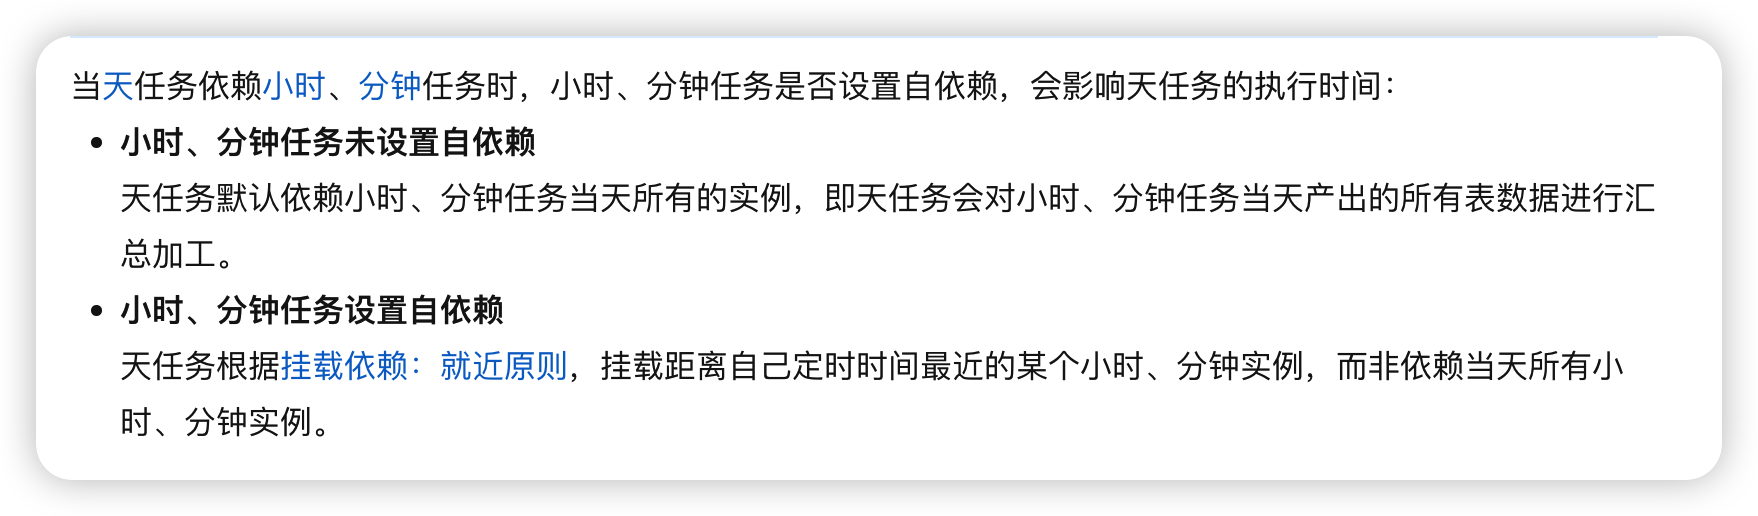 当天任务依赖小时、分钟任务时，小时、分钟任务是否设置自依赖，会影响天任务的执行时间：
• 小时、分钟任务未设置自依赖
天任务默认依赖小时、分钟任务当天所有的实例，即天任务会对小时、分钟任务当天产出的所有表数据进行汇
总加工。
• 小时、分钟任务设置自依赖
天任务根据挂载依赖：就近原则，挂载距离自己定时时间最近的某个小时、分钟实例，而非依赖当天所有小
时、分钟实例。